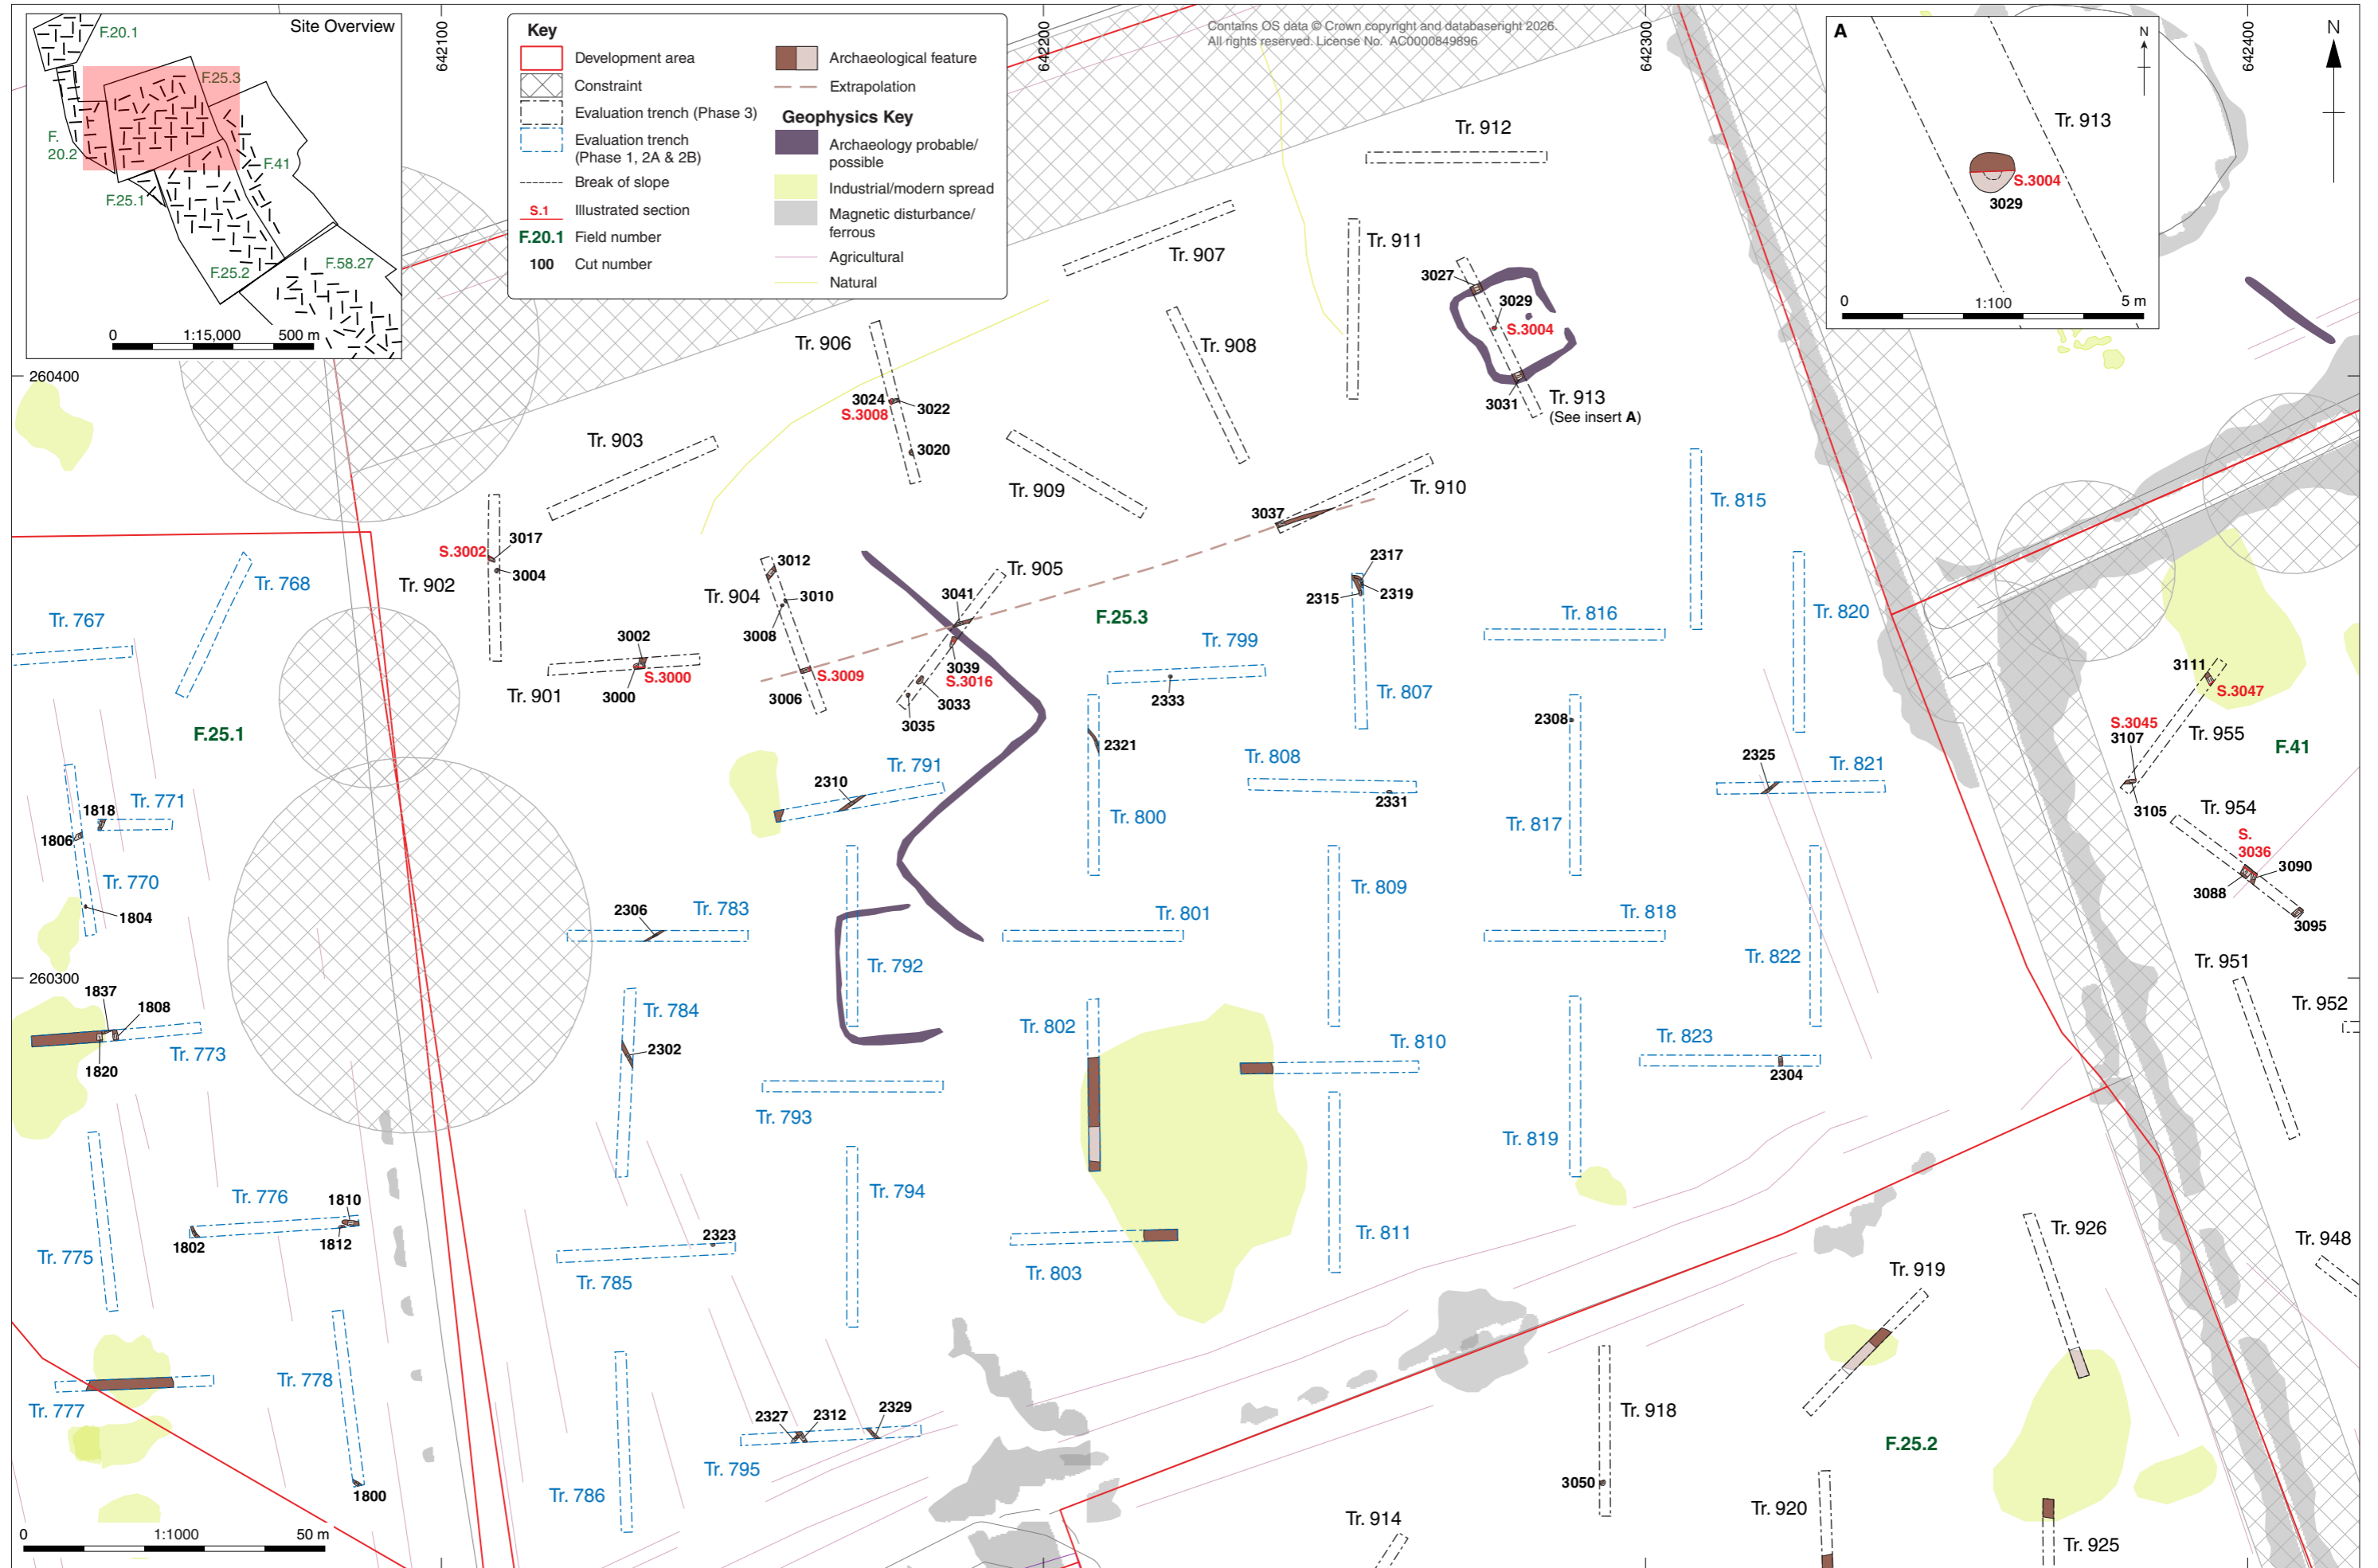 Site Overview
F.20.1
F.25.3
F.
20.2
F.41
F.25.1
F.25.2
F.58.27
0 1:15,000 500 m
642100
642200
642300
642400
Key
Development area
Constraint
Evaluation trench (Phase 3)
Evaluation trench
(Phase 1, 2A & 2B)
Break of slope
S.1 Illustrated section
F.20.1 Field number
100 Cut number
Archaeological feature
Extrapolation
Geophysics Key
Archaeology probable/
possible
Industrial/modern spread
Magnetic disturbance/
ferrous
Agricultural
Natural
Contains OS data © Crown copyright and databaseright 2026.
All rights reserved. License No. AC0000849896
A
N
Tr. 913
S.3004
3029
0 1:100 5 m
N
Tr. 912
Tr. 907
Tr. 911
3027
3029
S.3004
3031
Tr. 913
(See insert A)
Tr. 906
Tr. 908
260400
3024
S.3008
3022
3020
Tr. 903
Tr. 909
Tr. 910
3037
Tr. 815
S.3002
3017
3004
Tr. 902
Tr. 768
Tr. 767
3012
Tr. 904
3010
3008
3041
Tr. 905
F.25.3
2317
2315
2319
Tr. 816
Tr. 820
3002
S.3000
3000
Tr. 901
S.3009
3006
3039
S.3016
3033
3035
Tr. 799
2333
Tr. 807
3111
S.3047
S.3045
3107
Tr. 955
F.41
3105
F.25.1
2321
2308
Tr. 808
2325
Tr. 821
Tr. 791
2310
2331
Tr. 800
Tr. 817
Tr. 954
S.
3036
3090
3088
3095
1818
Tr. 771
1806
Tr. 770
1804
Tr. 809
2306
Tr. 783
Tr. 801
Tr. 818
Tr. 792
Tr. 822
Tr. 951
Tr. 952
260300
1837
1808
Tr. 773
1820
Tr. 784
2302
Tr. 802
Tr. 810
Tr. 823
2304
Tr. 793
Tr. 819
Tr. 794
Tr. 776
1810
1802
1812
Tr. 775
2323
Tr. 785
Tr. 803
Tr. 811
Tr. 926
Tr. 948
Tr. 919
Tr. 778
Tr. 777
2327
2312
2329
Tr. 795
Tr. 918
F.25.2
1800
Tr. 786
3050
Tr. 914
Tr. 920
Tr. 925
0 1:1000 50 m